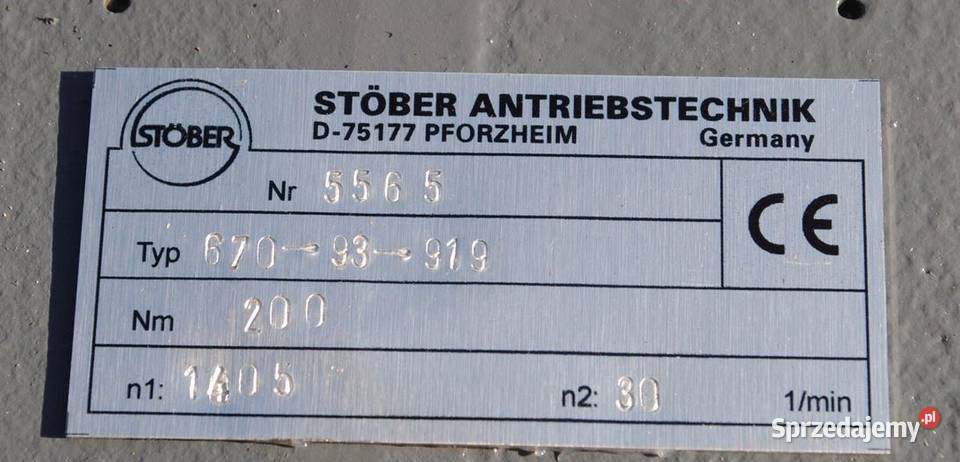 STÖBER
STÖBER ANTRIEBSTECHNIK
D-75177 PFORZHEIM Germany
Nr 5565
CE
Typ 670-93-919
Nm 200
n1: 1405 n2: 30 1/min
Sprzedajemy.pl